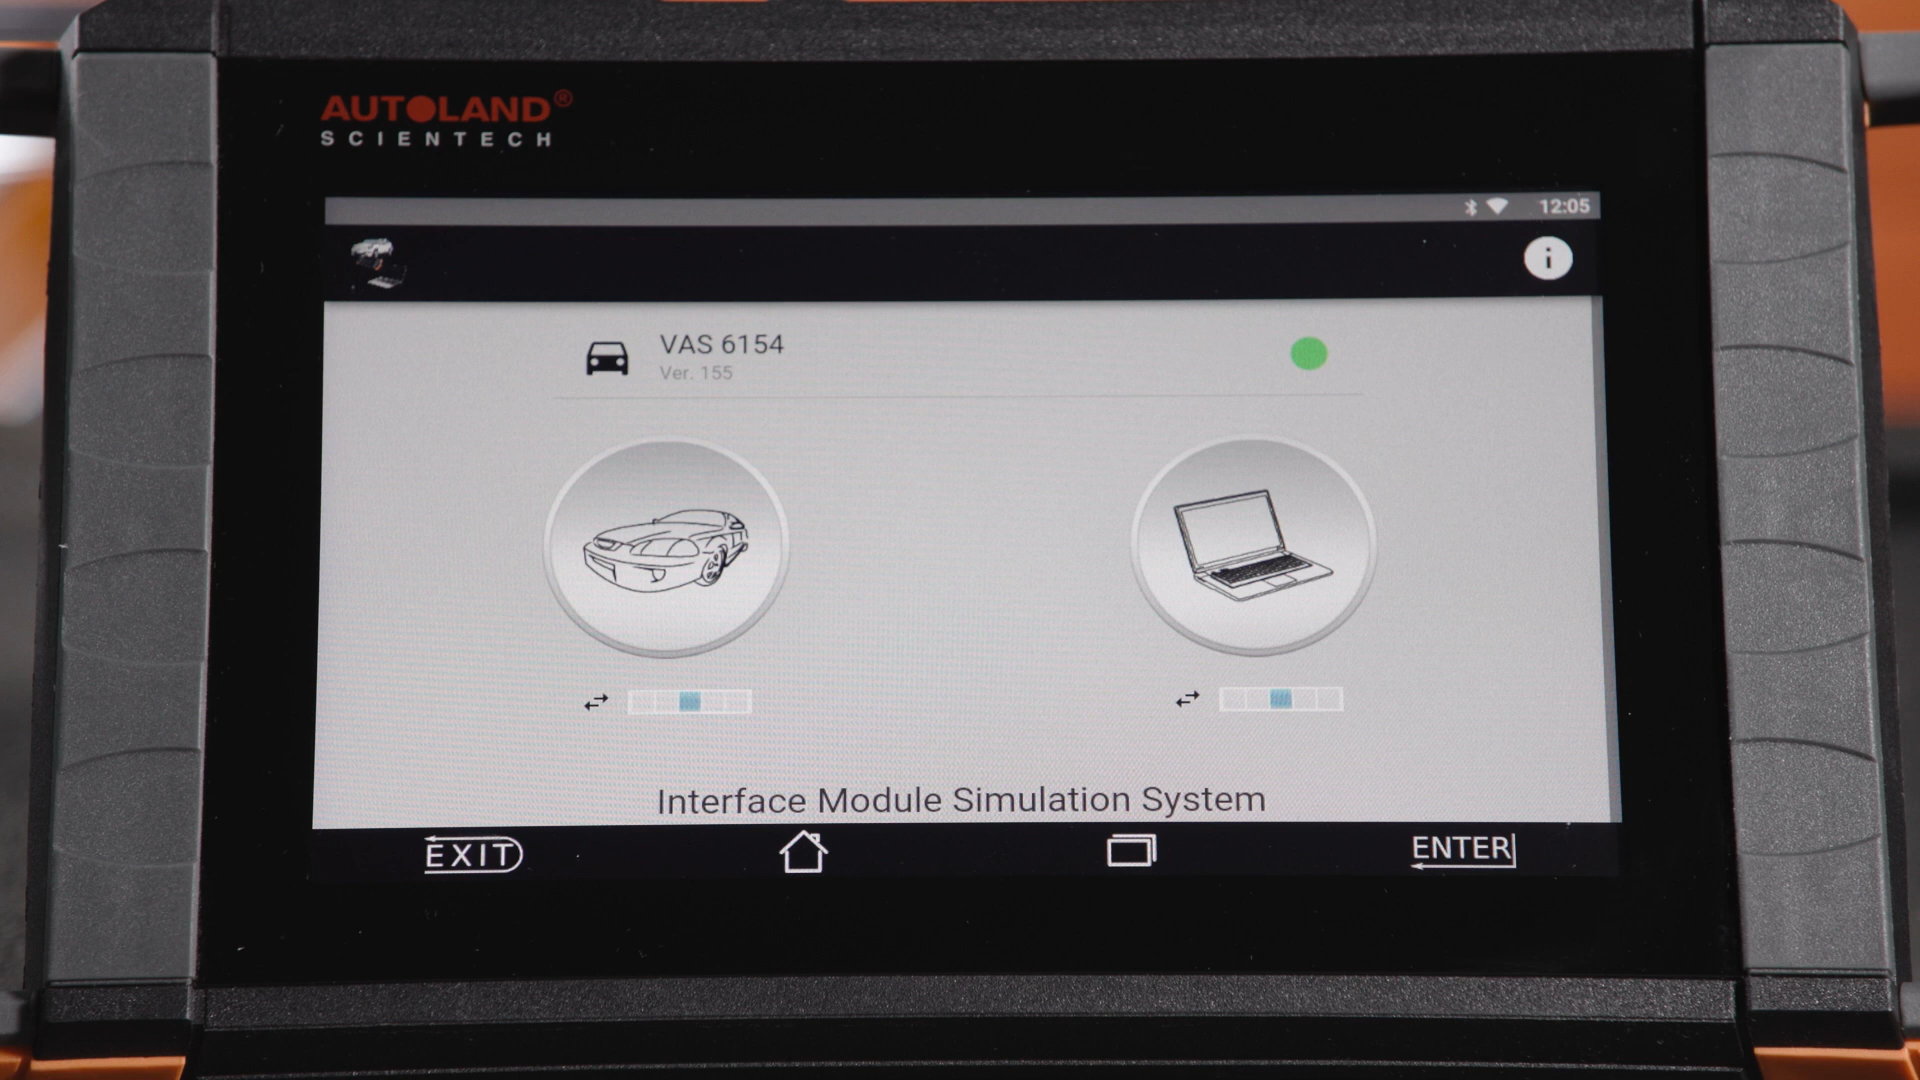 AUTOLAND®
SCIENTECH
12:05
i
VAS 6154
Ver. 155
Interface Module Simulation System
EXIT
ENTER